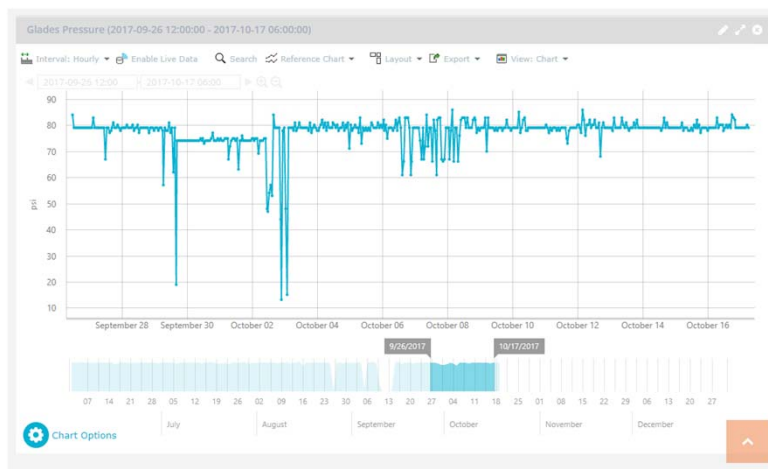 Glades Pressure (2017-09-26 12:00:00 - 2017-10-17 06:00:00)
Interval: Hourly Enable Live Data Search Reference Chart Layout Export View: Chart
2017-09-26 12:00 2017-10-17 06:00
90
80
70
60
psi
50
40
30
20
10
September 28 September 30 October 02 October 04 October 06 October 08 October 10 October 12 October 14 October 16
9/26/2017 10/17/2017
07 14 21 28 05 12 19 26 02 09 16 23 30 06 13 20 27 04 11 18 25 01 08 15 22 29 06 13 20 27
July August September October November December
Chart Options